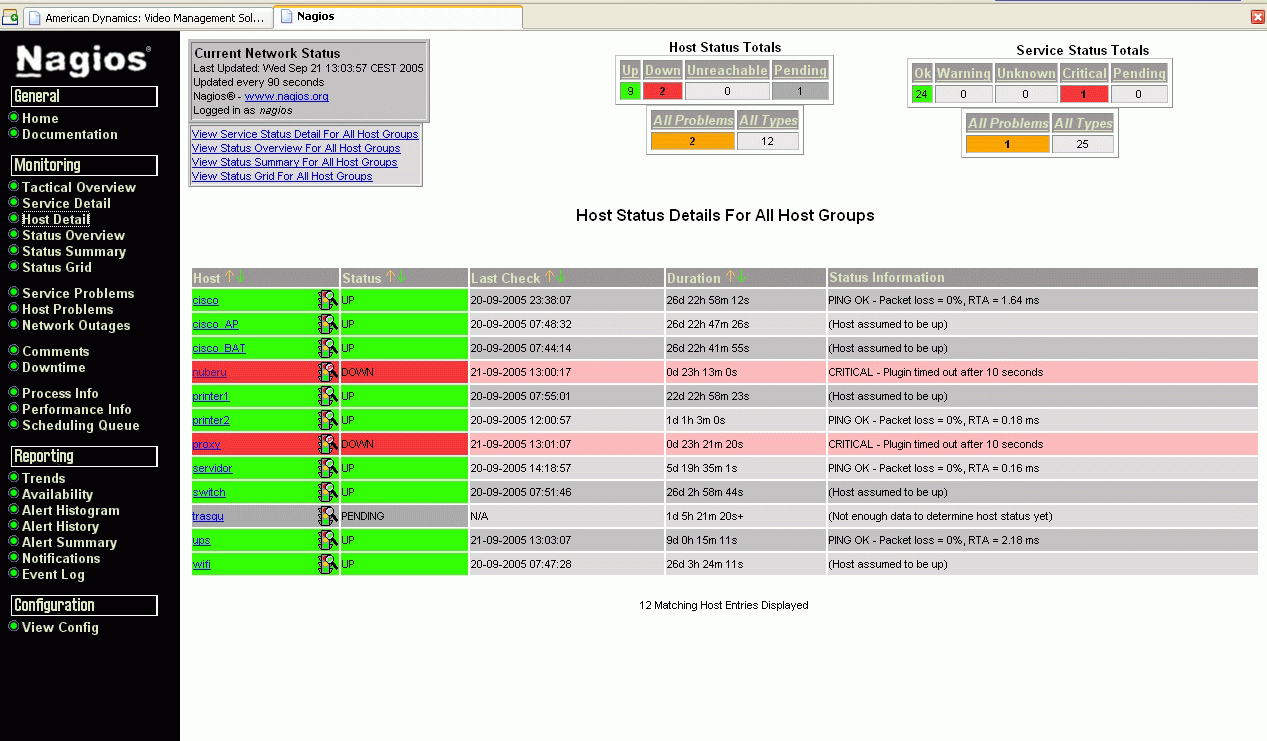 American Dynamics: Video Management Sol...
Nagios
Nagios®
General
Home
Documentation
Monitoring
Tactical Overview
Service Detail
Host Detail
Status Overview
Status Summary
Status Grid
Service Problems
Host Problems
Network Outages
Comments
Downtime
Process Info
Performance Info
Scheduling Queue
Reporting
Trends
Availability
Alert Histogram
Alert History
Alert Summary
Notifications
Event Log
Configuration
View Config
Current Network Status
Last Updated: Wed Sep 21 13:03:57 CEST 2005
Updated every 90 seconds
Nagios® - www.nagios.org
Logged in as nagios
View Service Status Detail For All Host Groups
View Status Overview For All Host Groups
View Status Summary For All Host Groups
View Status Grid For All Host Groups
Host Status Totals
Up Down Unreachable Pending
9 2 0 1
All Problems All Types
2 12
Service Status Totals
Ok Warning Unknown Critical Pending
24 0 0 1 0
All Problems All Types
1 25
Host Status Details For All Host Groups
Host Status Last Check Duration Status Information
cisco UP 20-09-2005 23:38:07 26d 22h 58m 12s PING OK - Packet loss = 0%, RTA = 1.64 ms
cisco_AP UP 20-09-2005 07:48:32 26d 22h 47m 26s (Host assumed to be up)
cisco_BAT UP 20-09-2005 07:44:14 26d 22h 41m 55s (Host assumed to be up)
nuberu DOWN 21-09-2005 13:00:17 0d 23h 13m 0s CRITICAL - Plugin timed out after 10 seconds
printer1 UP 20-09-2005 07:55:01 22d 22h 58m 23s (Host assumed to be up)
printer2 UP 20-09-2005 12:00:57 1d 1h 3m 0s PING OK - Packet loss = 0%, RTA = 0.18 ms
proxy DOWN 21-09-2005 13:01:07 0d 23h 21m 20s CRITICAL - Plugin timed out after 10 seconds
servidor UP 20-09-2005 14:18:57 5d 19h 35m 1s PING OK - Packet loss = 0%, RTA = 0.16 ms
switch UP 20-09-2005 07:51:46 26d 2h 58m 44s (Host assumed to be up)
trasqu PENDING N/A 1d 5h 21m 20s+ (Not enough data to determine host status yet)
ups UP 21-09-2005 13:03:07 9d 0h 15m 11s PING OK - Packet loss = 0%, RTA = 2.18 ms
wifi UP 20-09-2005 07:47:28 26d 3h 24m 11s (Host assumed to be up)
12 Matching Host Entries Displayed